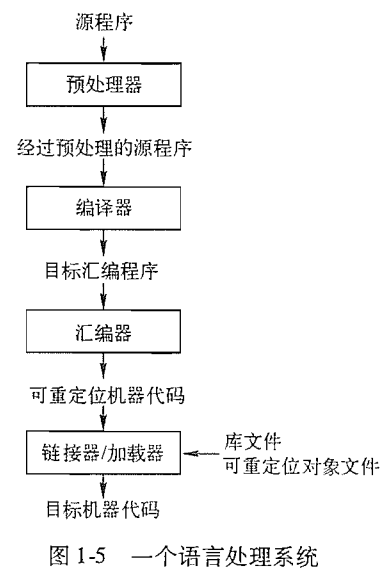 源程序
预处理器
经过预处理的源程序
编译器
目标汇编程序
汇编器
可重定位机器代码
链接器/加载器
库文件
可重定位对象文件
目标机器代码
图 1-5 一个语言处理系统